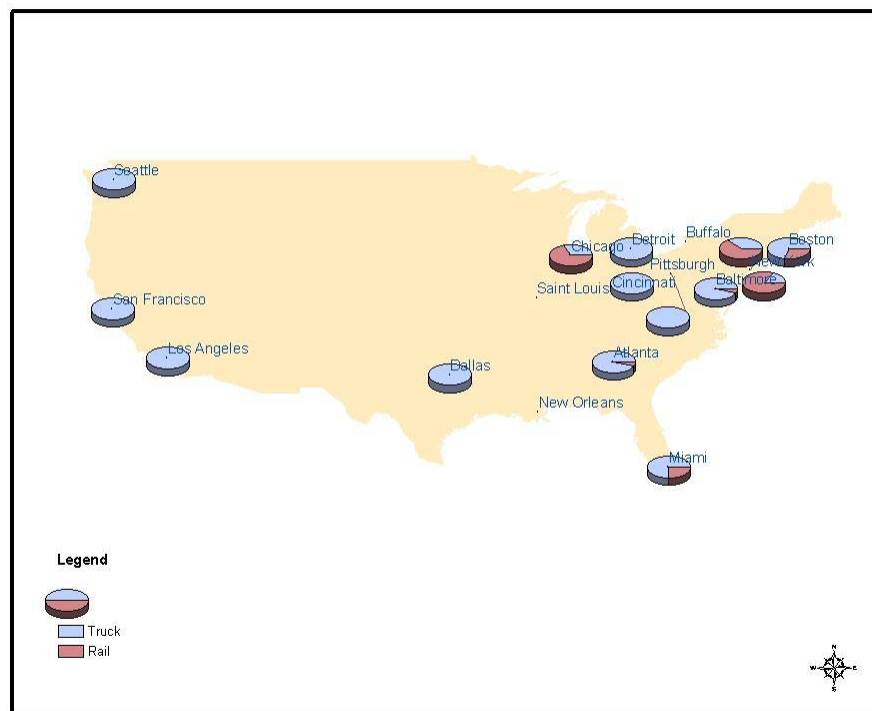 Seattle
Buffalo
Detroit
Boston
Chicago
Pittsburgh
New York
Baltimore
Cincinnati
Saint Louis
San Francisco
Los Angeles
Atlanta
Dallas
New Orleans
Miami
Legend
Truck
Rail
N
W
E
S